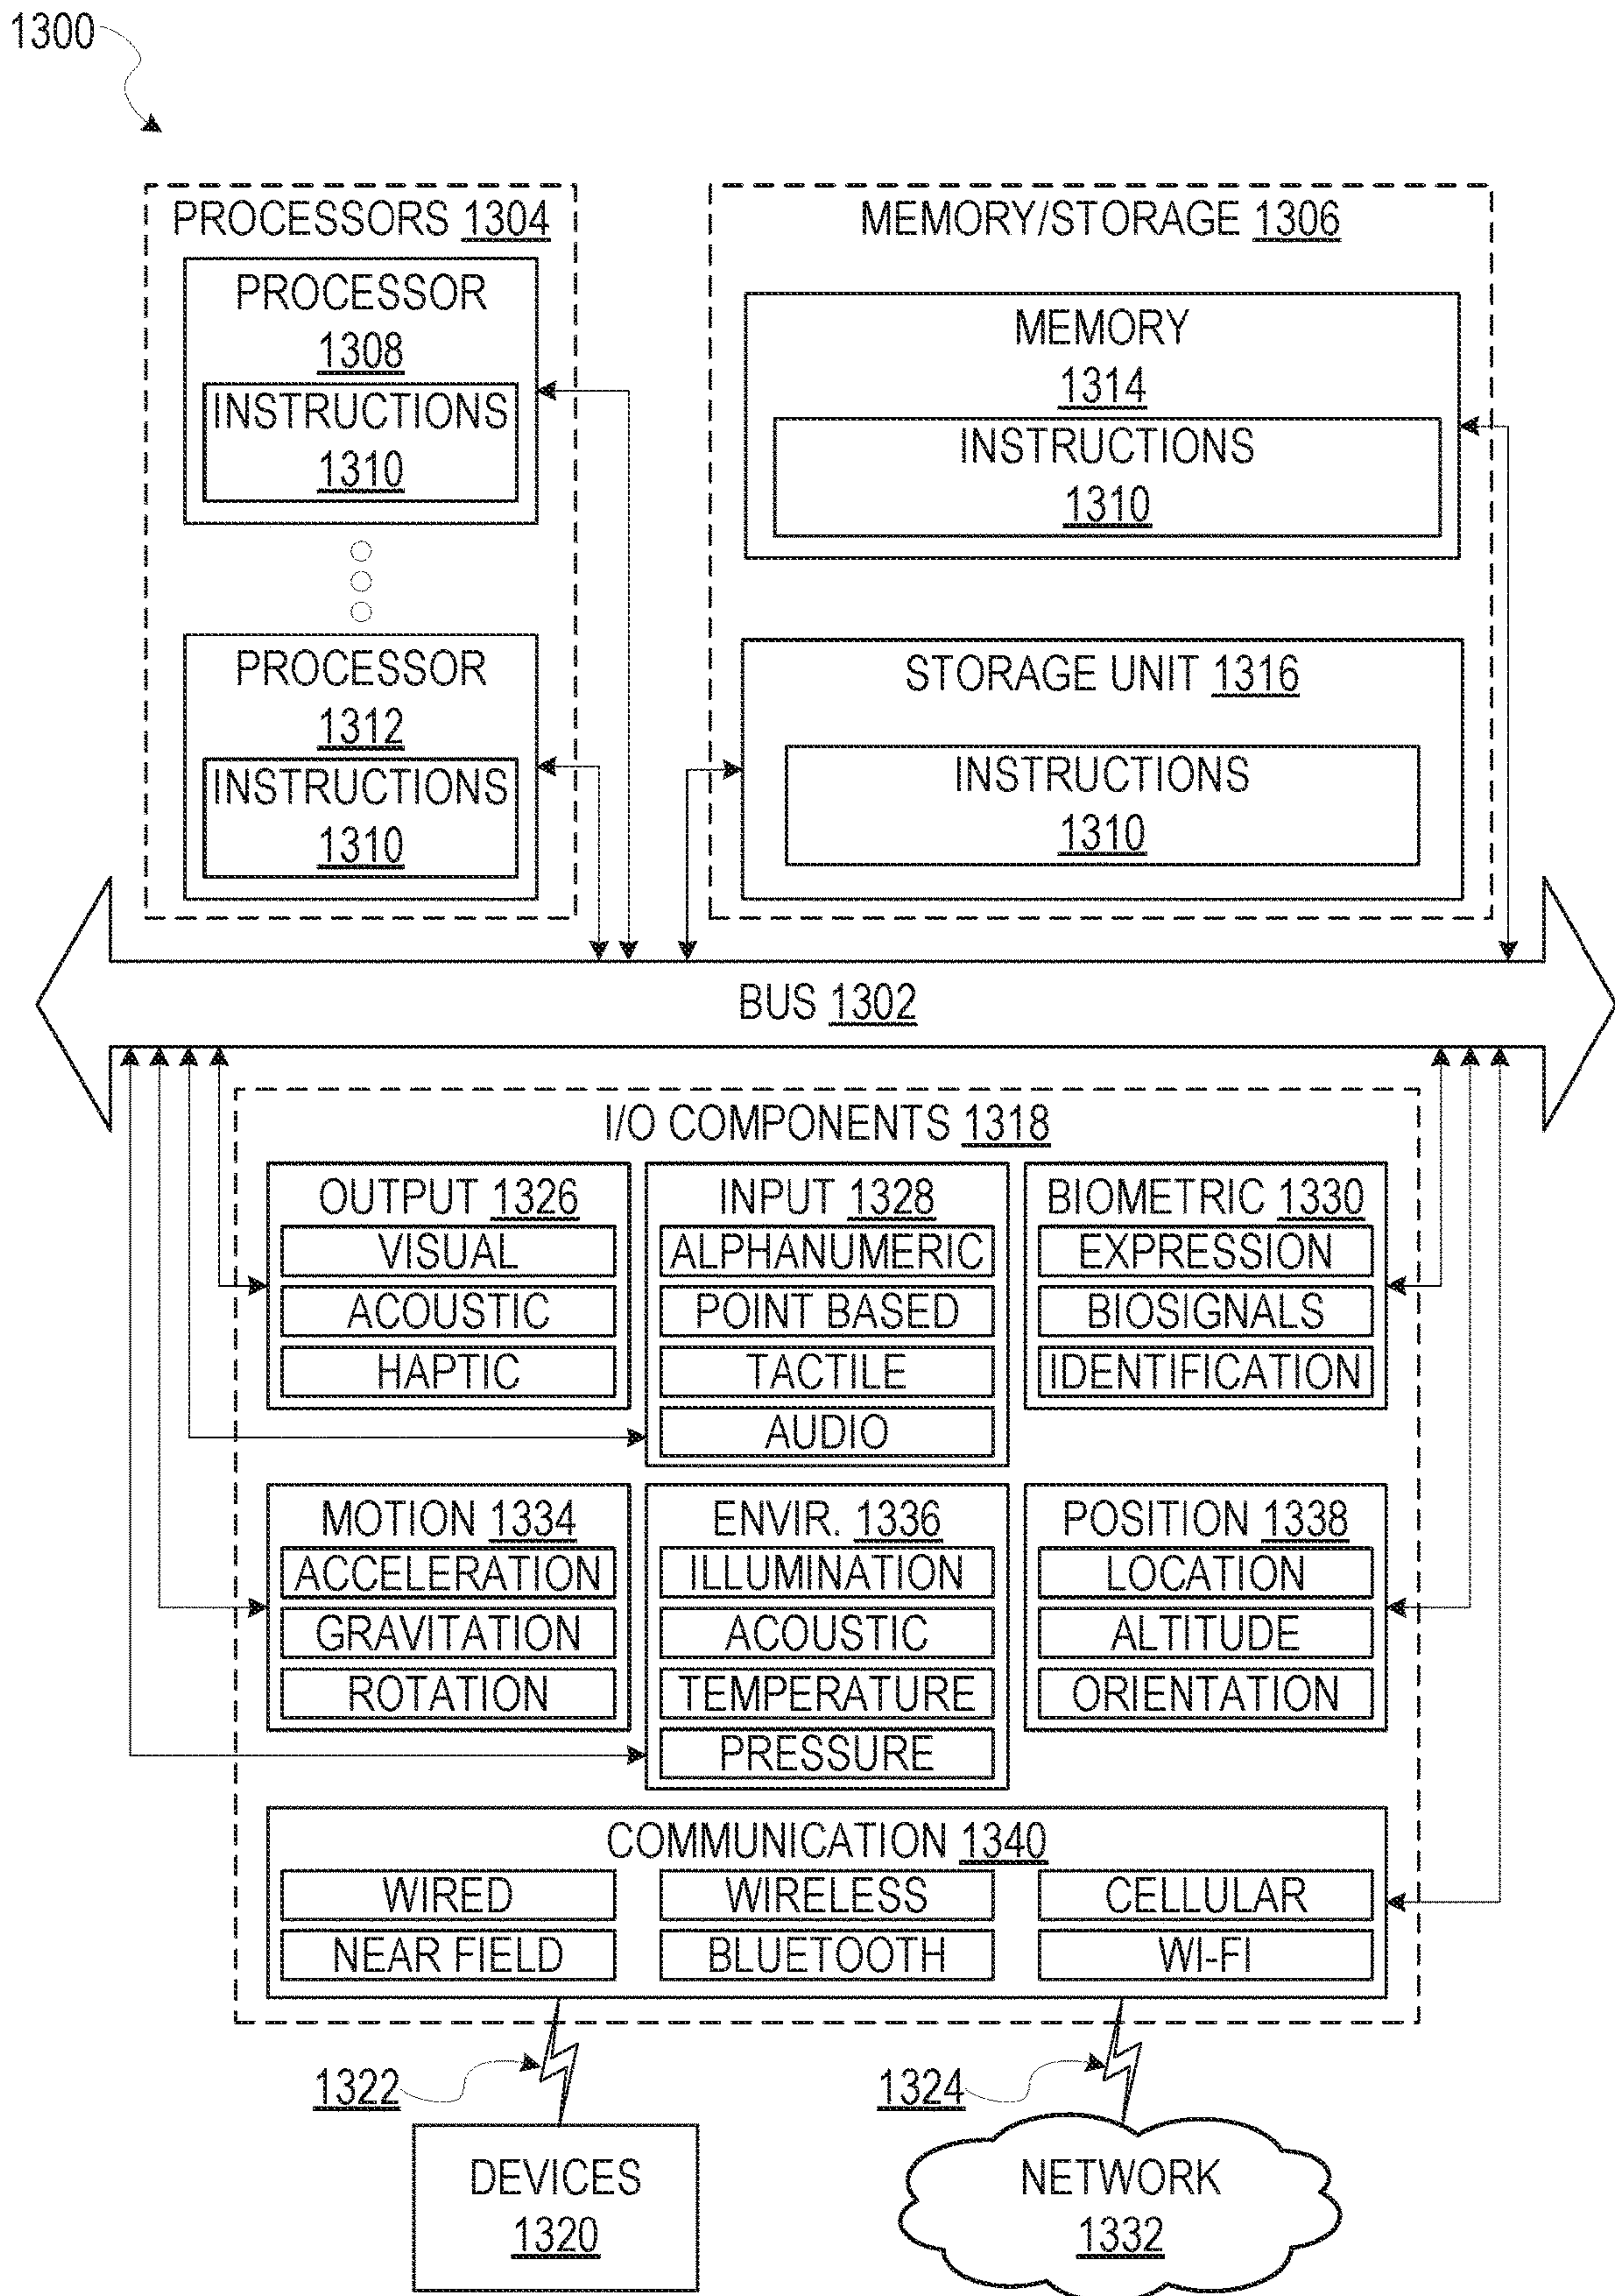 1300
PROCESSORS 1304
PROCESSOR
1308
INSTRUCTIONS
1310
PROCESSOR
1312
INSTRUCTIONS
1310
MEMORY/STORAGE 1306
MEMORY
1314
INSTRUCTIONS
1310
STORAGE UNIT 1316
INSTRUCTIONS
1310
BUS 1302
I/O COMPONENTS 1318
OUTPUT 1326
VISUAL
ACOUSTIC
HAPTIC
INPUT 1328
ALPHANUMERIC
POINT BASED
TACTILE
AUDIO
BIOMETRIC 1330
EXPRESSION
BIOSIGNALS
IDENTIFICATION
MOTION 1334
ACCELERATION
GRAVITATION
ROTATION
ENVIR. 1336
ILLUMINATION
ACOUSTIC
TEMPERATURE
PRESSURE
POSITION 1338
LOCATION
ALTITUDE
ORIENTATION
COMMUNICATION 1340
WIRED
WIRELESS
CELLULAR
NEAR FIELD
BLUETOOTH
WI-FI
1322
1324
DEVICES
1320
NETWORK
1332